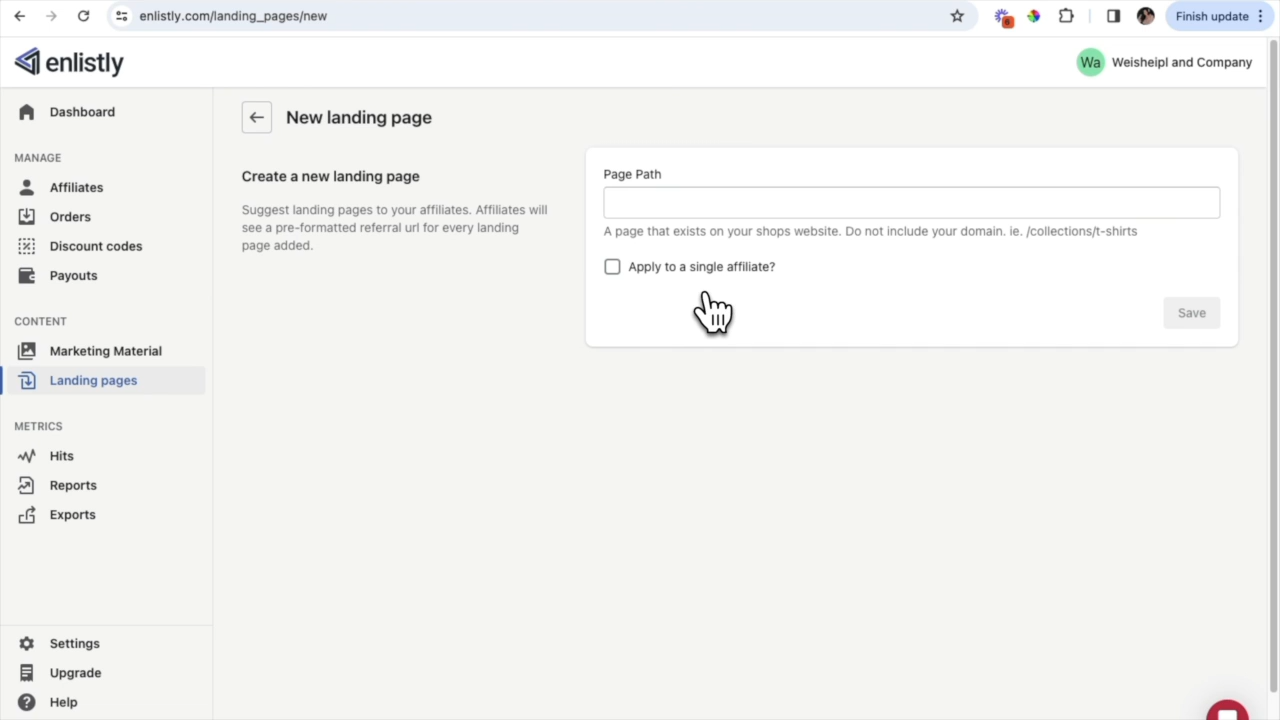 enlistly.com/landing_pages/new
6
Finish update
enlistly
Wa
Weisheipl and Company
Dashboard
MANAGE
Affiliates
Orders
Discount codes
Payouts
CONTENT
Marketing Material
Landing pages
METRICS
Hits
Reports
Exports
Settings
Upgrade
Help
New landing page
Create a new landing page
Suggest landing pages to your affiliates. Affiliates will
see a pre-formatted referral url for every landing
page added.
Page Path
A page that exists on your shops website. Do not include your domain. ie. /collections/t-shirts
Apply to a single affiliate?
Save